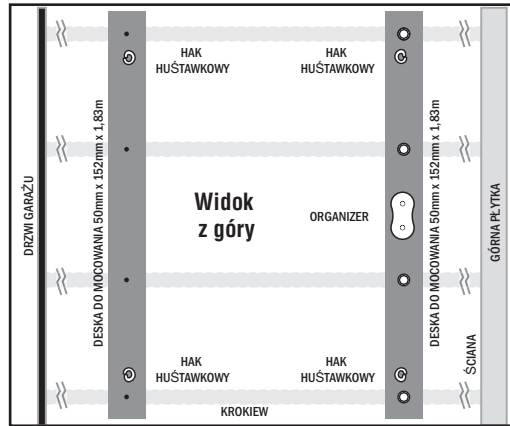 HAK
HUŚTAWKOWY
HAK
HUŚTAWKOWY
DRZWI GARAŻU
DESKA DO MOCOWANIA 50mm x 152mm x 1,83m
Widok
z góry
ORGANIZER
DESKA DO MOCOWANIA 50mm x 152mm x 1,83m
GÓRNA PŁYTKA
ŚCIANA
HAK
HUŚTAWKOWY
HAK
HUŚTAWKOWY
KROKIEW